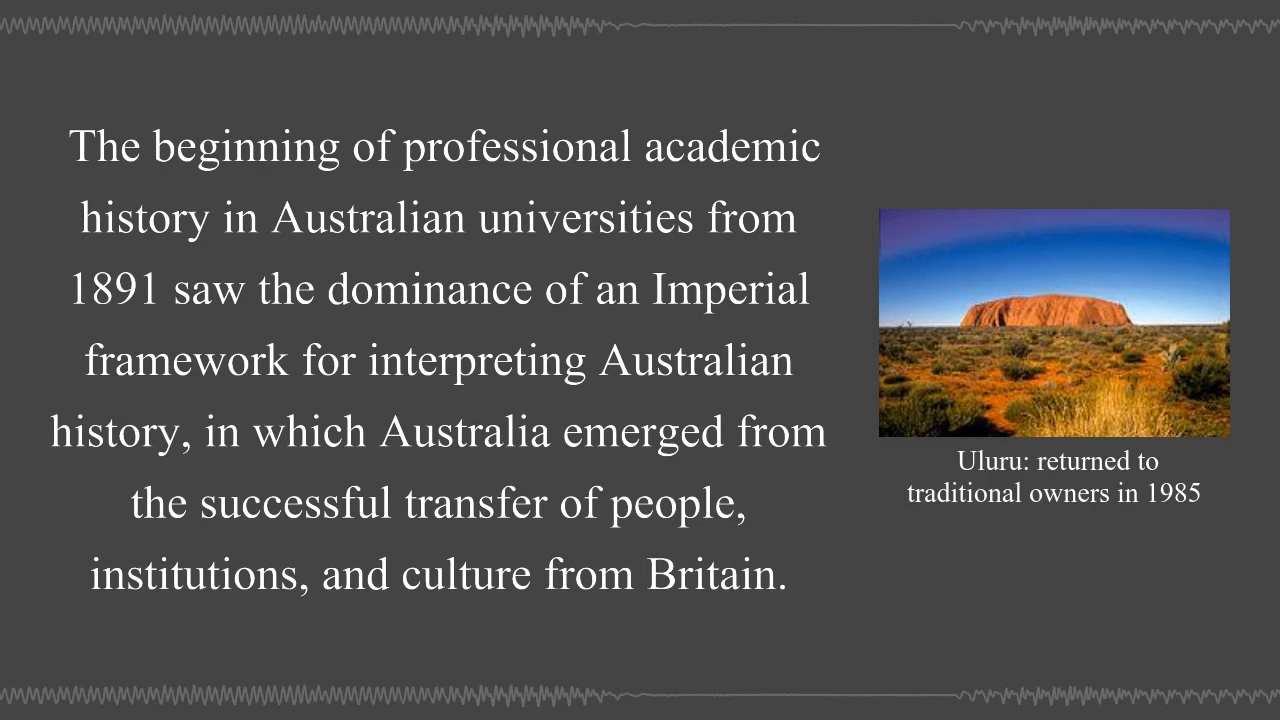 The beginning of professional academic
history in Australian universities from
1891 saw the dominance of an Imperial
framework for interpreting Australian
history, in which Australia emerged from
the successful transfer of people,
institutions, and culture from Britain.
Uluru: returned to
traditional owners in 1985